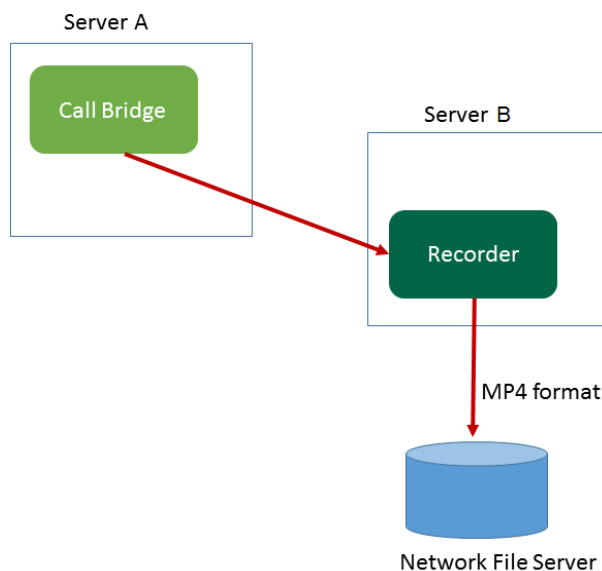 Server A
Call Bridge
Server B
Recorder
MP4 format
Network File Server